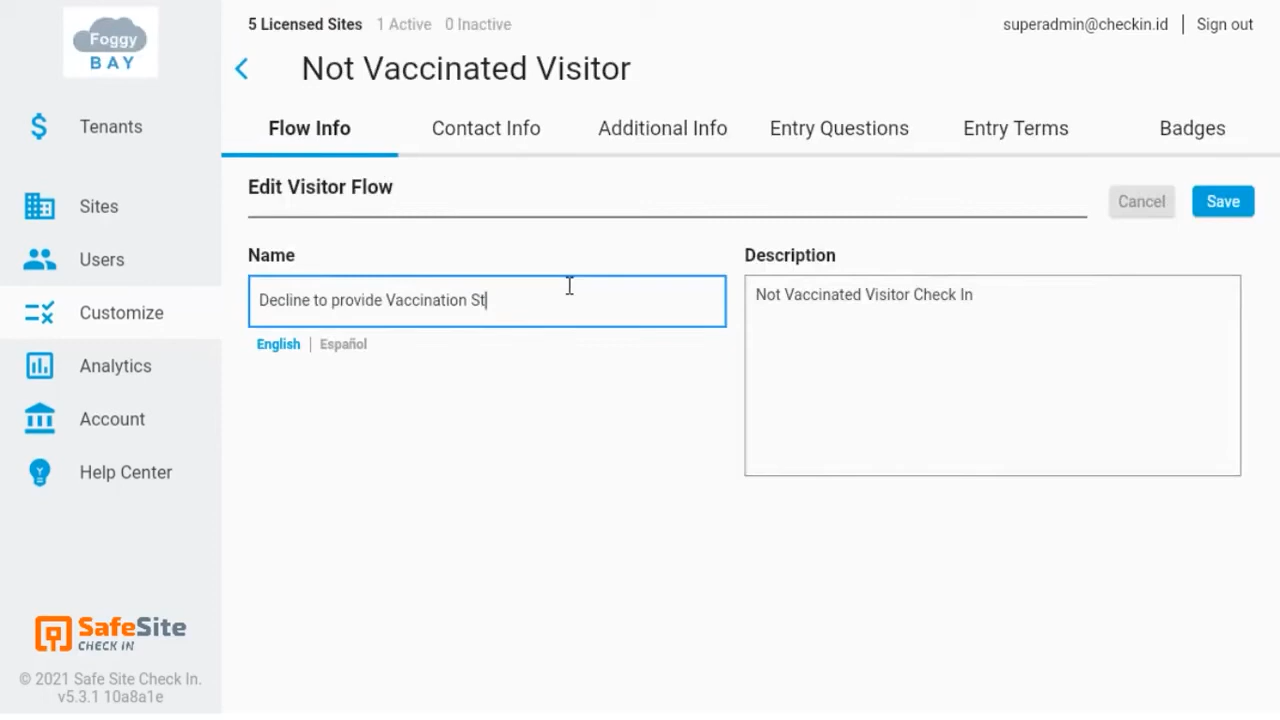 5 Licensed Sites 1 Active 0 Inactive superadmin@checkin.id | Sign out
Foggy
BAY
Not Vaccinated Visitor
Tenants
Sites
Users
Customize
Analytics
Account
Help Center
Flow Info Contact Info Additional Info Entry Questions Entry Terms Badges
Edit Visitor Flow
Cancel Save
Name
Decline to provide Vaccination St
English | Español
Description
Not Vaccinated Visitor Check In
SafeSite
CHECK IN
© 2021 Safe Site Check In.
v5.3.1 10a8a1e